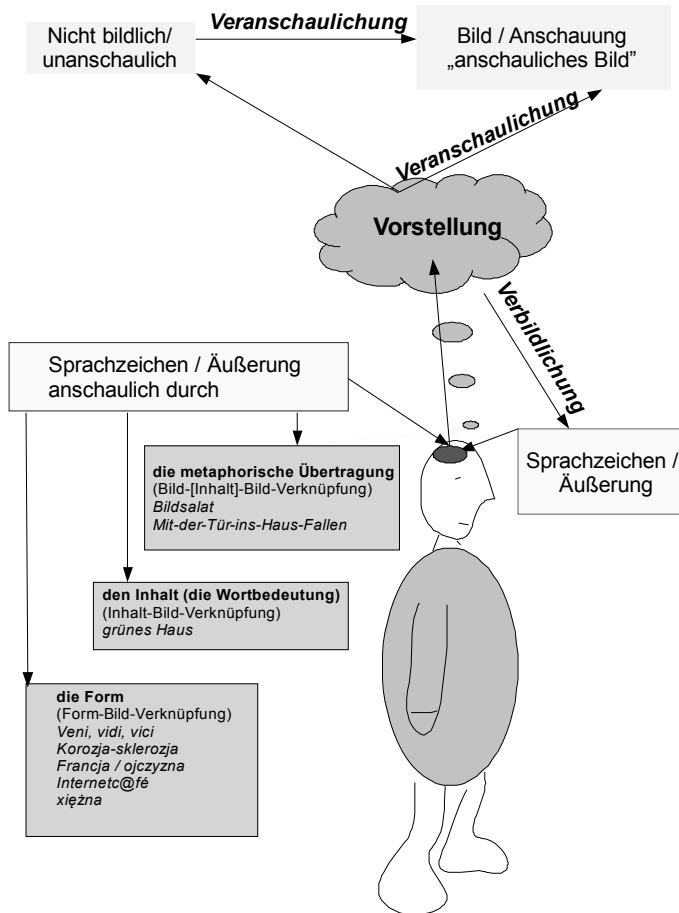 Veranschaulichung
Nicht bildlich/
unanschaulich
Bild / Anschauung
„anschauliches Bild”
Veranschaulichung
Vorstellung
Verbildlichung
Sprachzeichen / Äußerung
anschaulich durch
Sprachzeichen /
Äußerung
die metaphorische Übertragung
(Bild-[Inhalt]-Bild-Verknüpfung)
Bildsalat
Mit-der-Tür-ins-Haus-Fallen
den Inhalt (die Wortbedeutung)
(Inhalt-Bild-Verknüpfung)
grünes Haus
die Form
(Form-Bild-Verknüpfung)
Veni, vidi, vici
Korozja-sklerozja
Francja / ojczyzna
Internetc@fé
xiężna